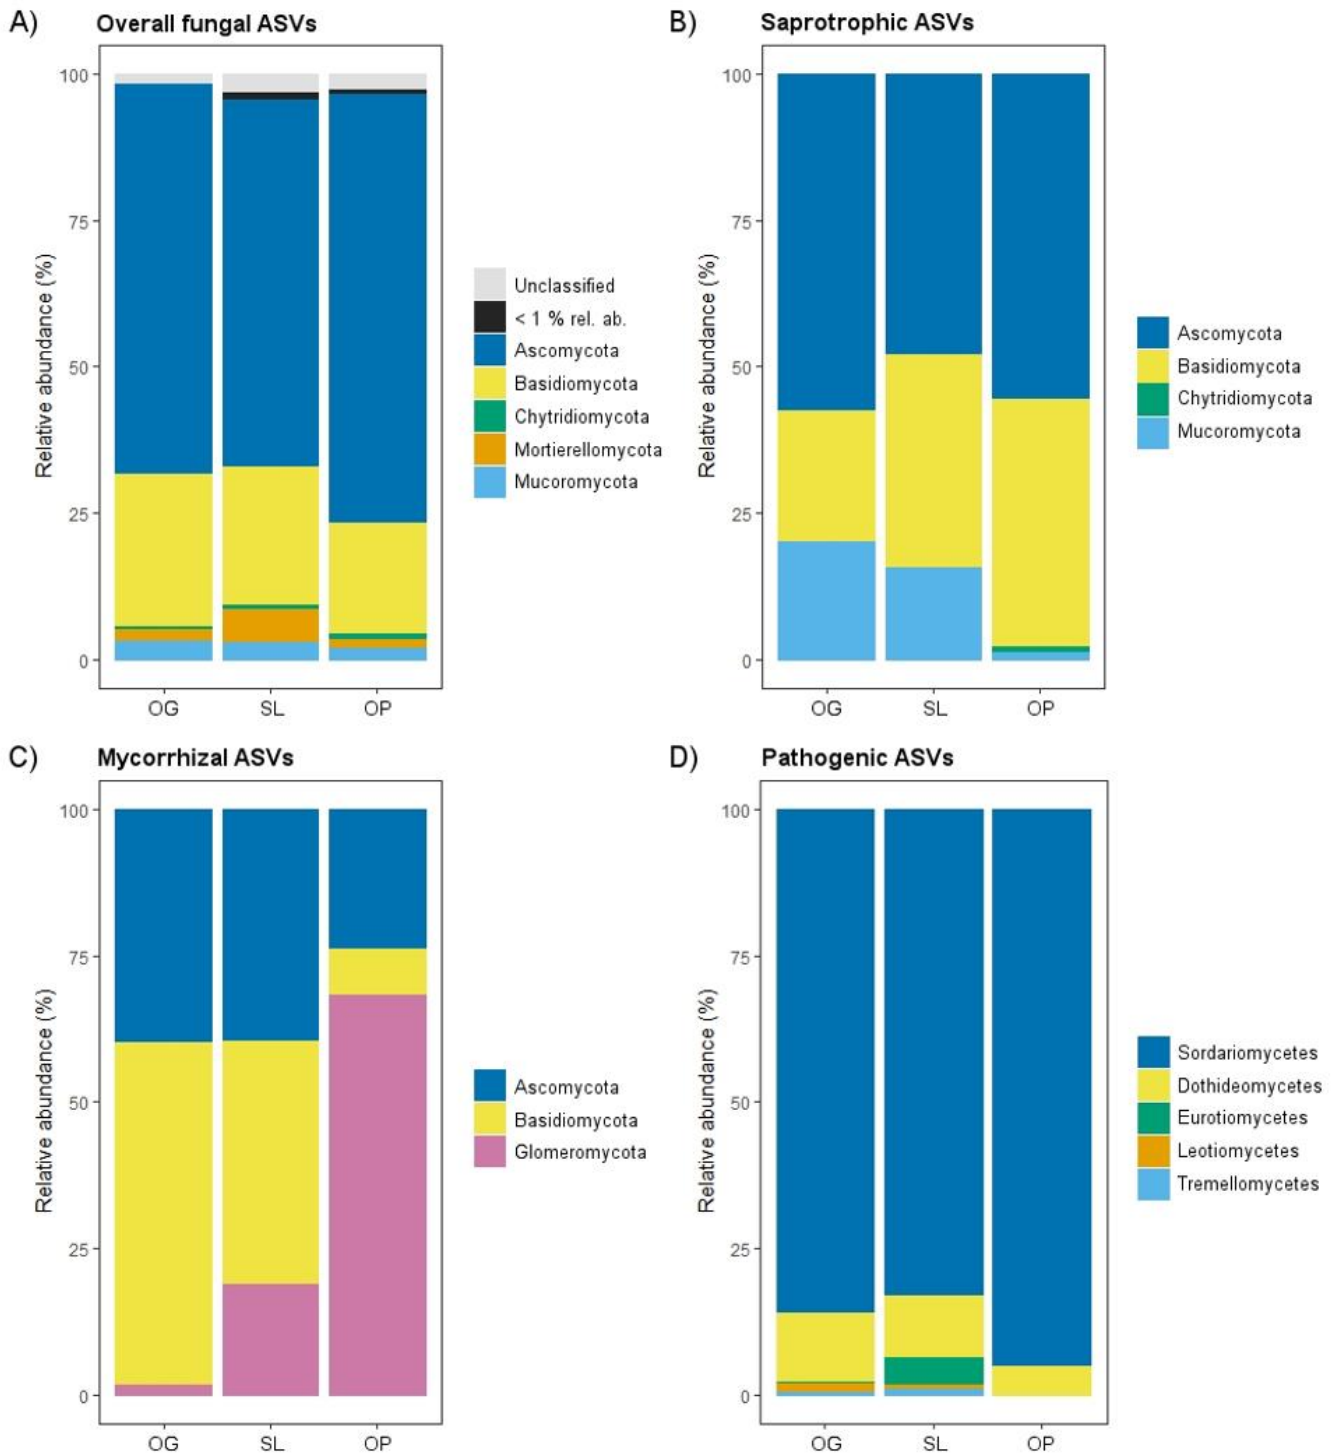 A) Overall fungal ASVs
Relative abundance (%)
100
75
50
25
0
OG SL OP
Unclassified
< 1 % rel. ab.
Ascomycota
Basidiomycota
Chytridiomycota
Mortierellomycota
Mucoromycota
B) Saprotrophic ASVs
Relative abundance (%)
100
75
50
25
0
OG SL OP
Ascomycota
Basidiomycota
Chytridiomycota
Mucoromycota
C) Mycorrhizal ASVs
Relative abundance (%)
100
75
50
25
0
OG SL OP
Ascomycota
Basidiomycota
Glomeromycota
D) Pathogenic ASVs
Relative abundance (%)
100
75
50
25
0
OG SL OP
Sordariomycetes
Dothideomycetes
Eurotiomycetes
Leotiomycetes
Tremellomycetes